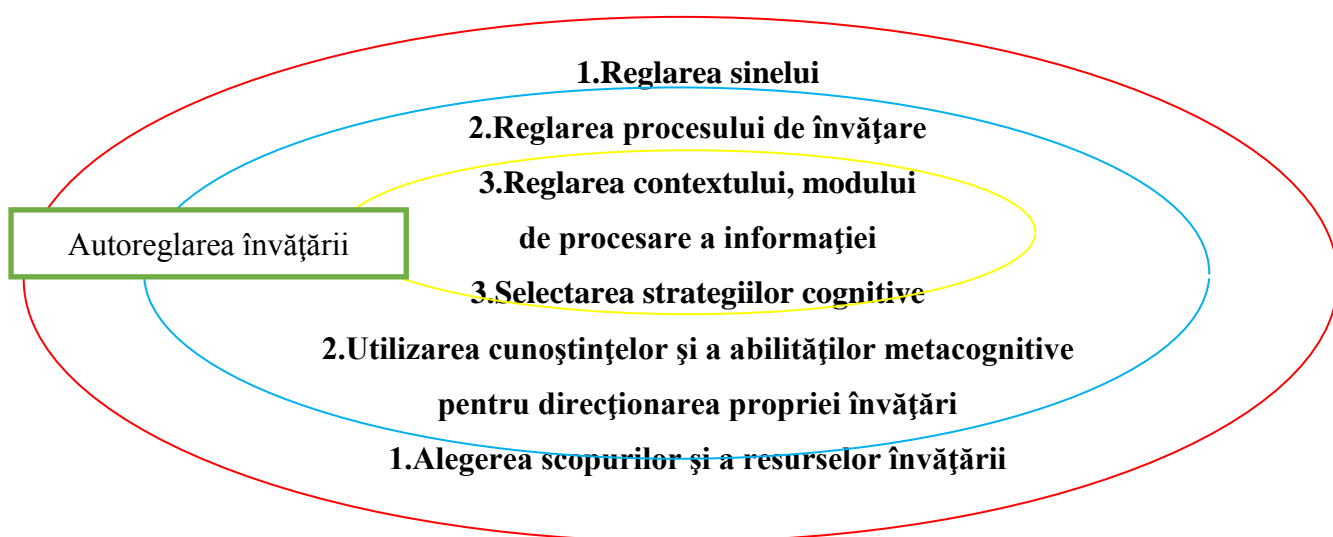 1.Reglarea sinelui
2.Reglarea procesului de învăţare
3.Reglarea contextului, modului
Autoreglarea învăţării
de procesare a informaţiei
3.Selectarea strategiilor cognitive
2.Utilizarea cunoştinţelor şi a abilităţilor metacognitive
pentru direcţionarea propriei învăţări
1.Alegerea scopurilor şi a resurselor învăţării